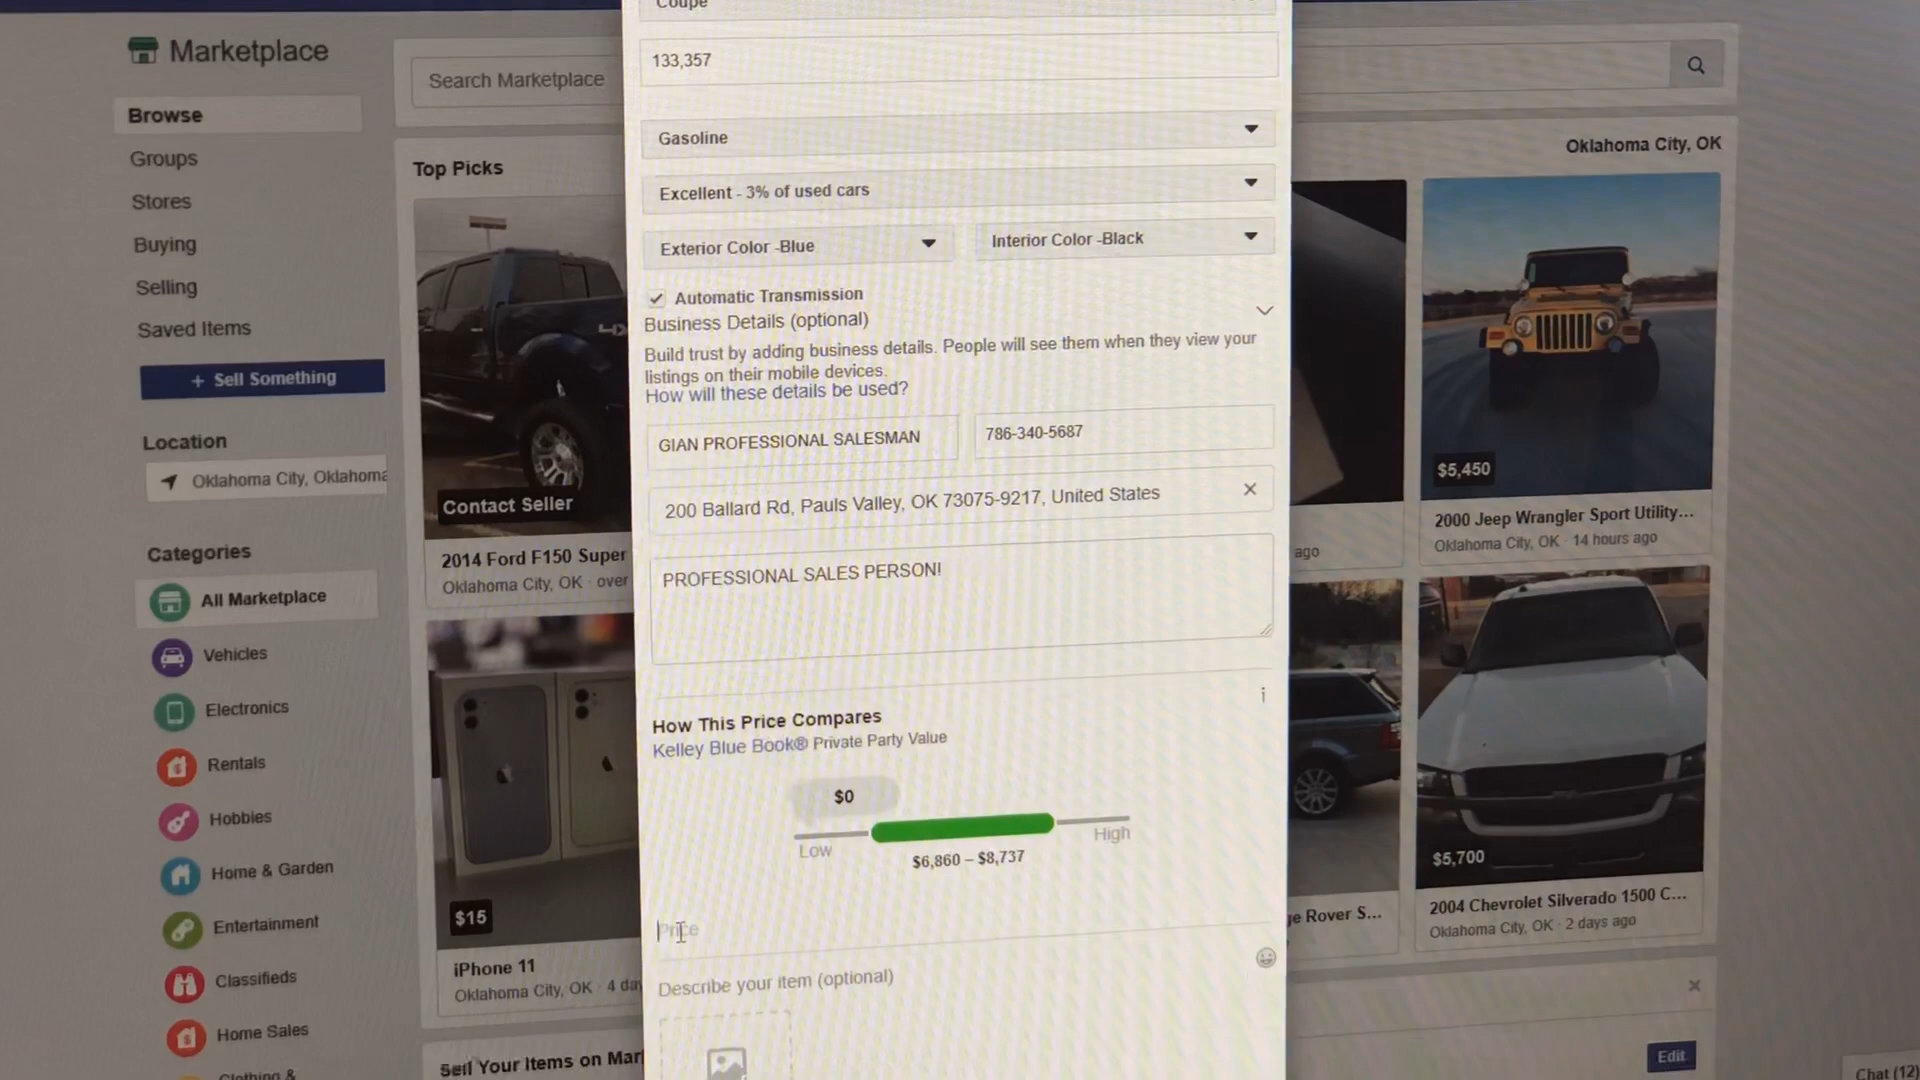 Marketplace
Browse
Groups
Stores
Buying
Selling
Saved Items
+ Sell Something
Location
Oklahoma City, Oklahoma
Categories
All Marketplace
Vehicles
Electronics
Rentals
Hobbies
Home & Garden
Entertainment
Classifieds
Home Sales
Clothing &
Search Marketplace
Top Picks
Contact Seller
2014 Ford F150 Super
Oklahoma City, OK · over
$15
iPhone 11
Oklahoma City, OK · 4 day
Sell Your Items on Mar
Coupe
133,357
Gasoline
Excellent - 3% of used cars
Exterior Color -Blue
Interior Color -Black
Automatic Transmission
Business Details (optional)
Build trust by adding business details. People will see them when they view your
listings on their mobile devices.
How will these details be used?
GIAN PROFESSIONAL SALESMAN
786-340-5687
200 Ballard Rd, Pauls Valley, OK 73075-9217, United States
PROFESSIONAL SALES PERSON!
How This Price Compares
Kelley Blue Book® Private Party Value
$0
Low
High
$6,860 – $8,737
Price
Describe your item (optional)
Oklahoma City, OK
$5,450
2000 Jeep Wrangler Sport Utility...
Oklahoma City, OK · 14 hours ago
ago
$5,700
ge Rover S...
2004 Chevrolet Silverado 1500 C...
Oklahoma City, OK · 2 days ago
Edit
Chat (12)